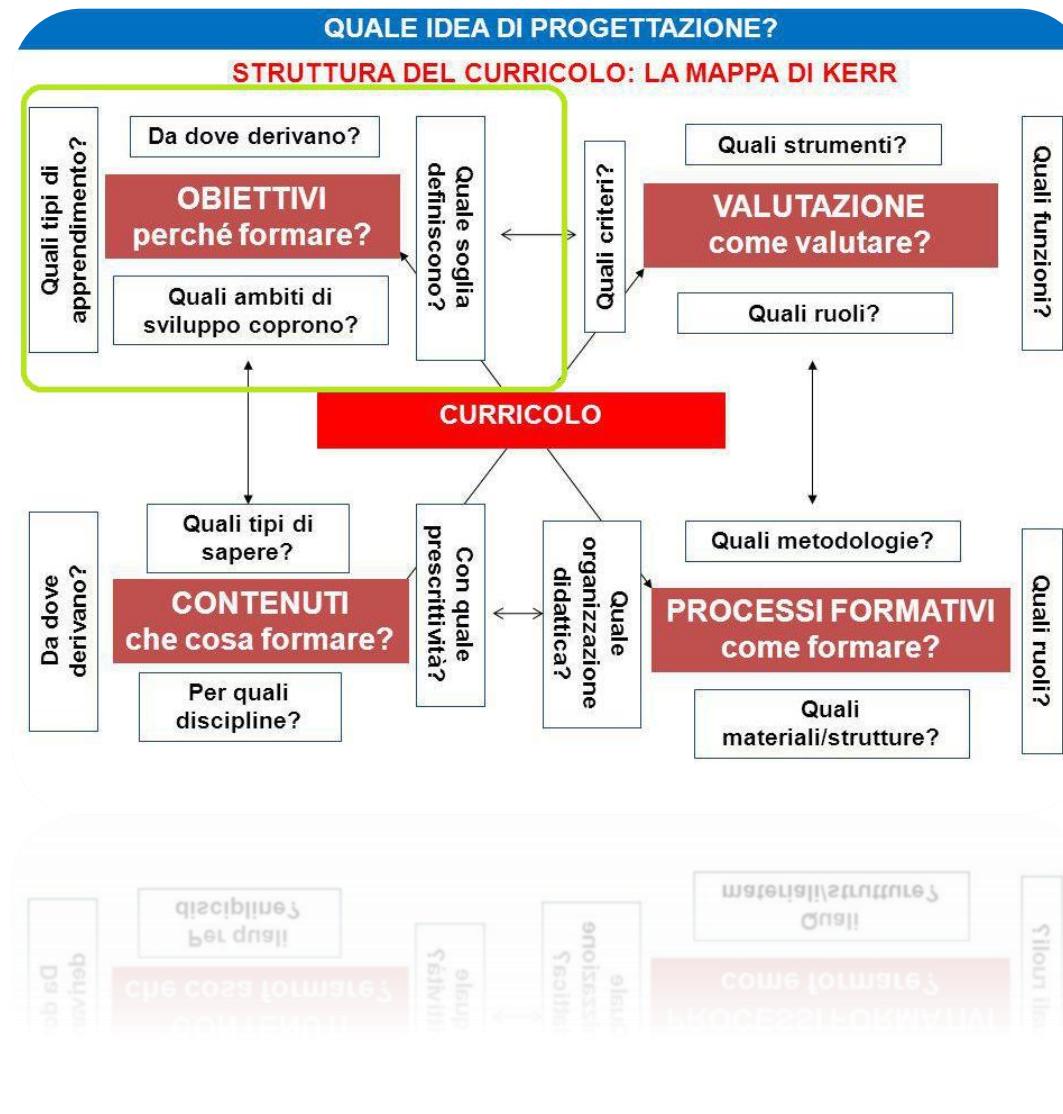 QUALE IDEA DI PROGETTAZIONE?
STRUTTURA DEL CURRICOLO: LA MAPPA DI KERR
Quali tipi di
apprendimento?
Da dove derivano?
OBIETTIVI
perché formare?
Quali ambiti di
sviluppo coprono?
Quale soglia
definiscono?
Quali criteri?
Quali strumenti?
VALUTAZIONE
come valutare?
Quali ruoli?
Quali funzioni?
CURRICOLO
Da dove
derivano?
Quali tipi di
sapere?
CONTENUTI
che cosa formare?
Per quali
discipline?
Con quale
prescrittività?
Quale
organizzazione
didattica?
Quali metodologie?
PROCESSI FORMATIVI
come formare?
Quali
materiali/strutture?
Quali ruoli?